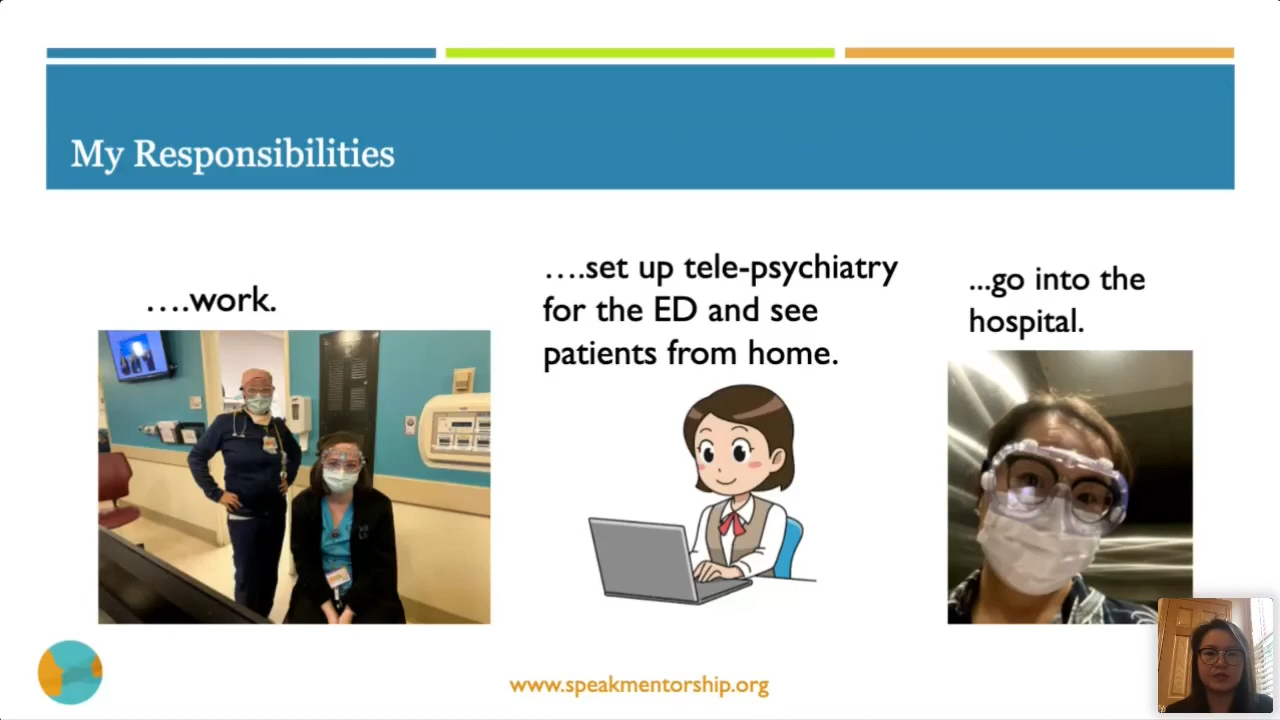 My Responsibilities
….work.
….set up tele-psychiatry
for the ED and see
patients from home.
...go into the
hospital.
www.speakmentorship.org